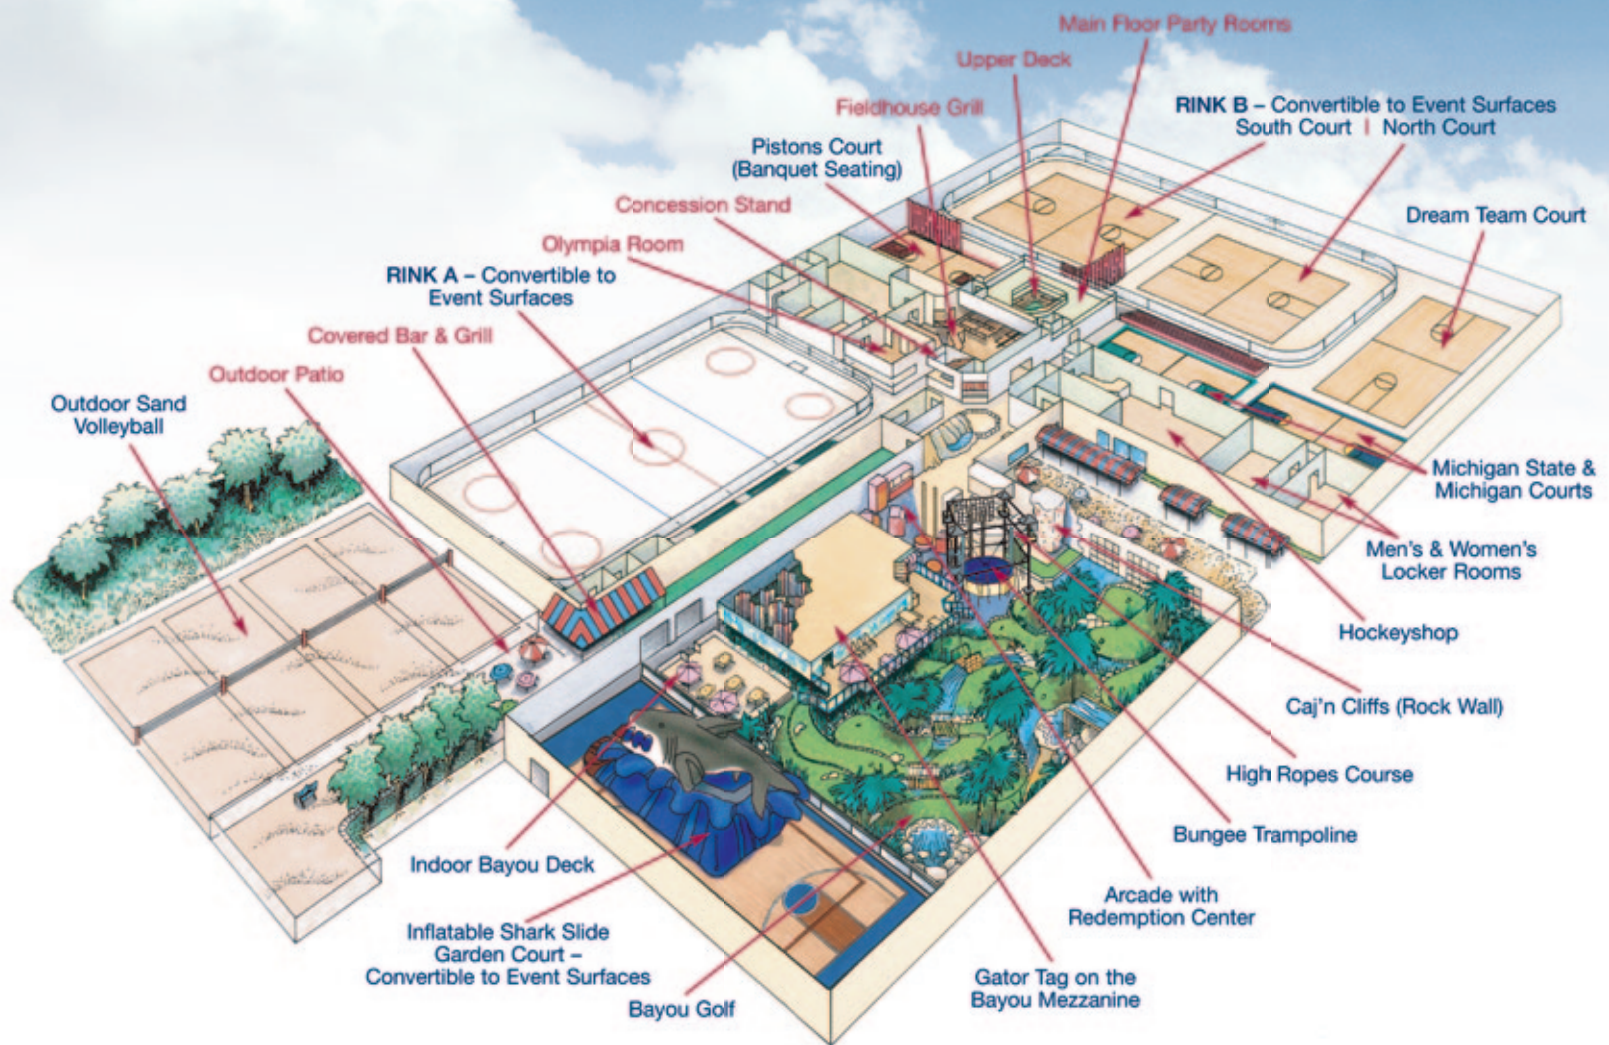 Main Floor Party Rooms
Upper Deck
Fieldhouse Grill
RINK B – Convertible to Event Surfaces
South Court | North Court
Pistons Court
(Banquet Seating)
Concession Stand
Dream Team Court
Olympia Room
RINK A – Convertible to
Event Surfaces
Covered Bar & Grill
Outdoor Patio
Outdoor Sand
Volleyball
Michigan State &
Michigan Courts
Men's & Women's
Locker Rooms
Hockeyshop
Caj'n Cliffs (Rock Wall)
High Ropes Course
Bungee Trampoline
Indoor Bayou Deck
Arcade with
Redemption Center
Inflatable Shark Slide
Garden Court –
Convertible to Event Surfaces
Gator Tag on the
Bayou Mezzanine
Bayou Golf